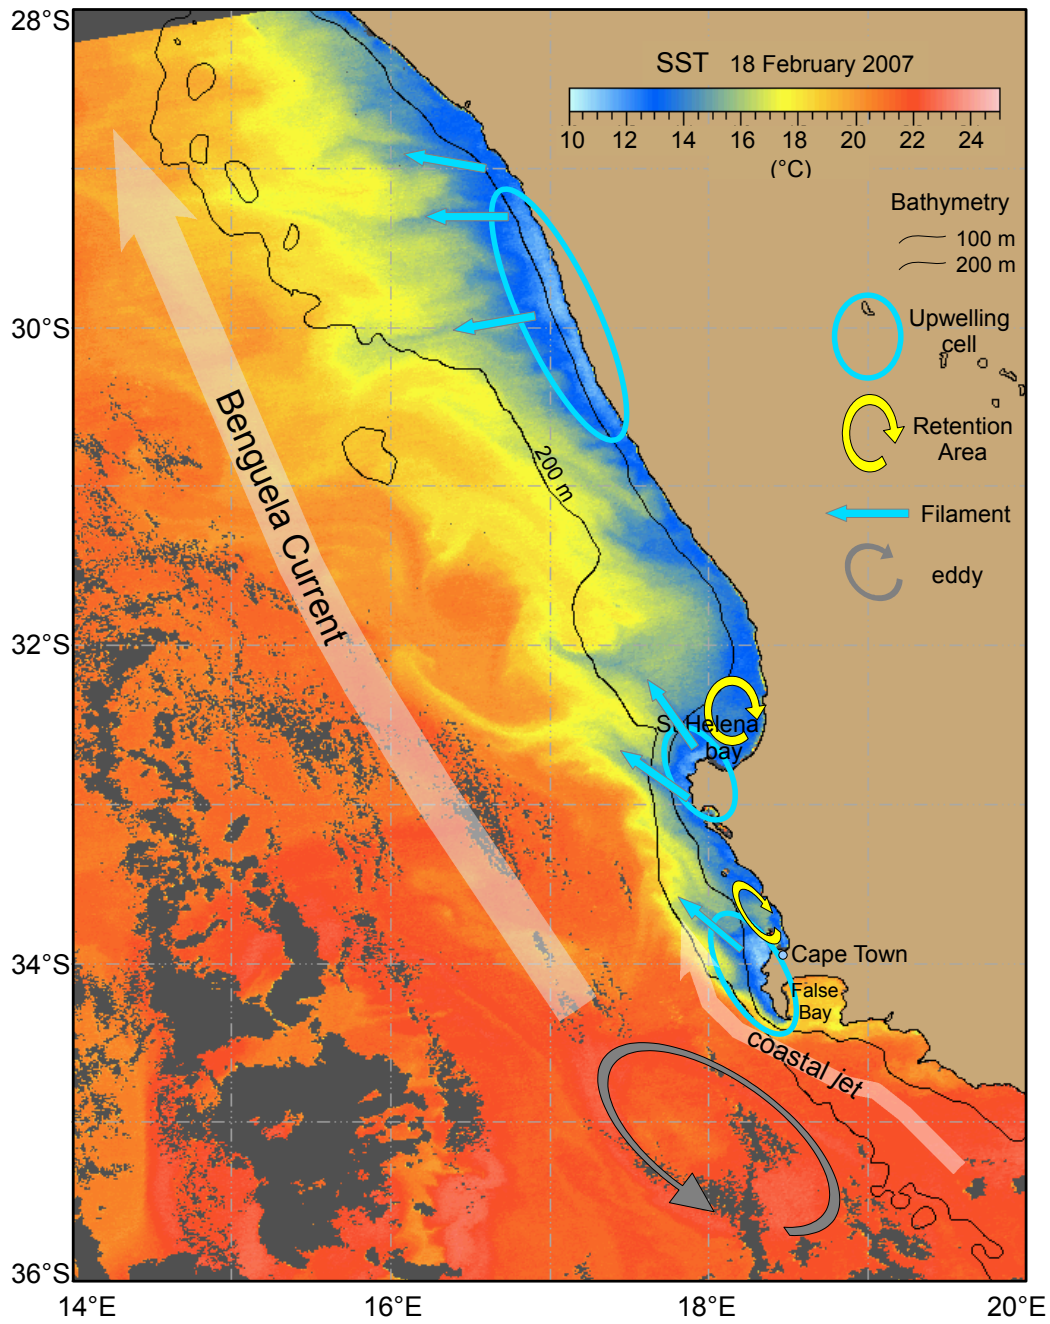 28°S
30°S
32°S
34°S
36°S
14°E
16°E
18°E
20°E
SST 18 February 2007
10 12 14 16 18 20 22 24
(°C)
Bathymetry
100 m
200 m
Upwelling
cell
Retention
Area
Filament
eddy
Benguela Current
200 m
St Helena
bay
Cape Town
False
Bay
coastal jet